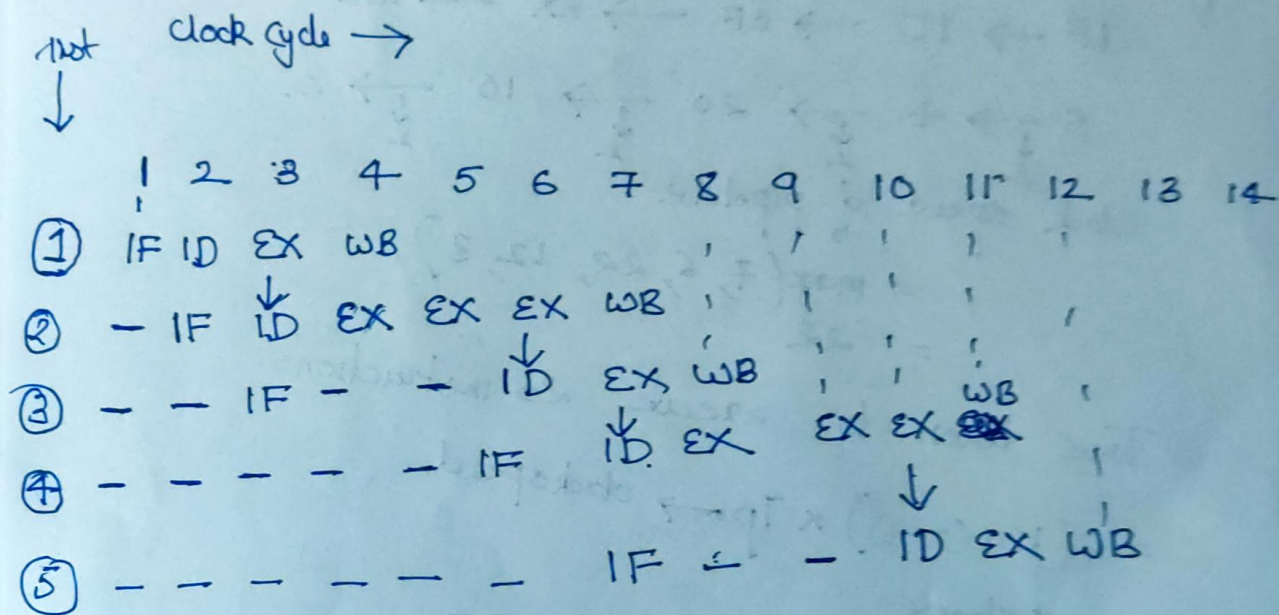 Inst clock cycle →
↓
1 2 3 4 5 6 7 8 9 10 11 12 13 14
① IF ID EX WB
↓
② – IF ID EX EX EX WB
↓
③ – – IF – – ID EX WB
↓
④ – – – – – IF ID. EX EX EX WB
↓
⑤ – – – – – – IF – – ID EX WB